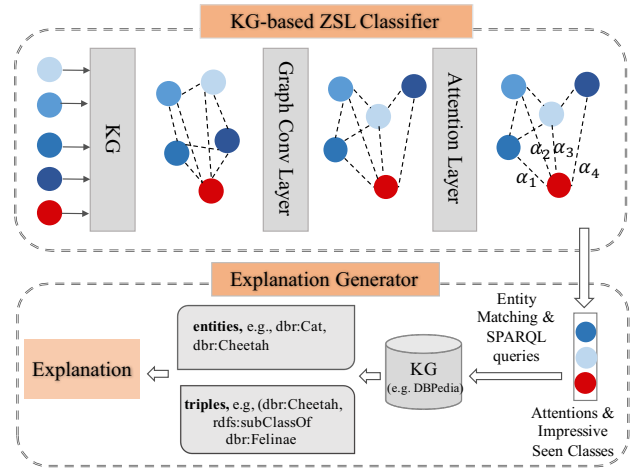 KG-based ZSL Classifier
KG
Graph Conv Layer
Attention Layer
α₁
α₂
α₃
α₄
Explanation Generator
Entity
Matching &
SPARQL
queries
Attentions &
Impressive
Seen Classes
KG
(e.g. DBPedia)
entities, e.g., dbr:Cat,
dbr:Cheetah
triples, e.g, (dbr:Cheetah,
rdfs:subClassOf
dbr:Felinae
Explanation